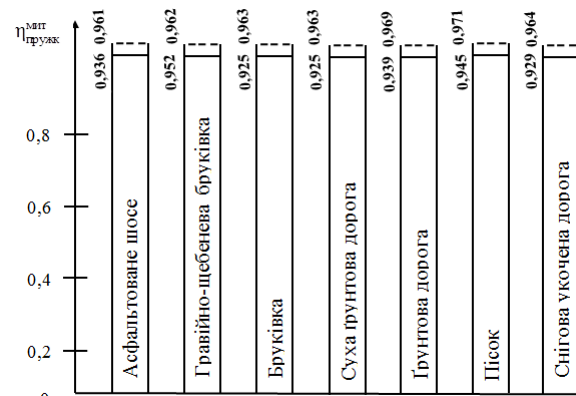 η мит пружк
0,936 0,961
0,952 0,962
0,925 0,963
0,925 0,963
0,939 0,969
0,945 0,971
0,929 0,964
0,8
0,6
0,4
0,2
0
Асфальтоване шосе
Гравійно-щебенева бруківка
Бруківка
Суха ґрунтова дорога
Ґрунтова дорога
Пісок
Снігова укочена дорога